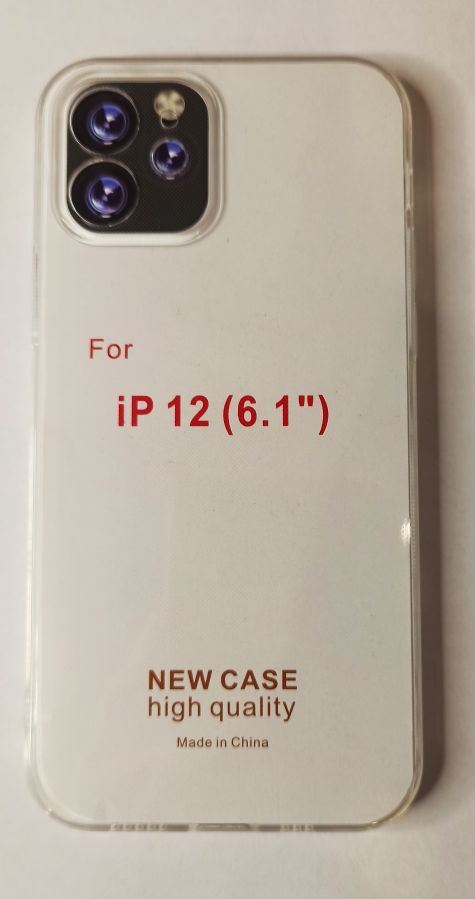 For
iP 12 (6.1")
NEW CASE
high quality
Made in China